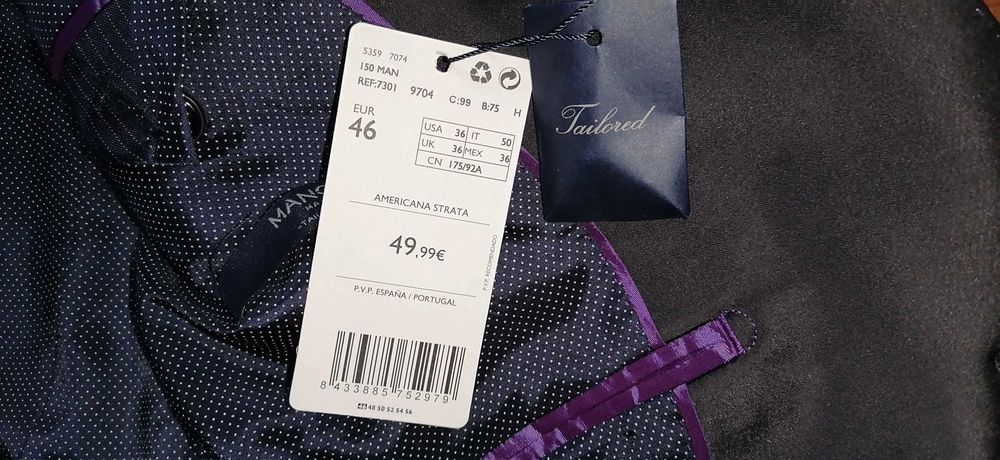 5359 7074
150 MAN
REF:7301 9704 C:99 B:75 H
EUR
46
USA 36 IT 50
UK 36 MEX 36
CN 175/92A
AMERICANA STRATA
49,99€
P.V.P. RECOMENDADO
P.V.P. ESPAÑA / PORTUGAL
8 433885 752979
46 48 50 52 54 56
Tailored